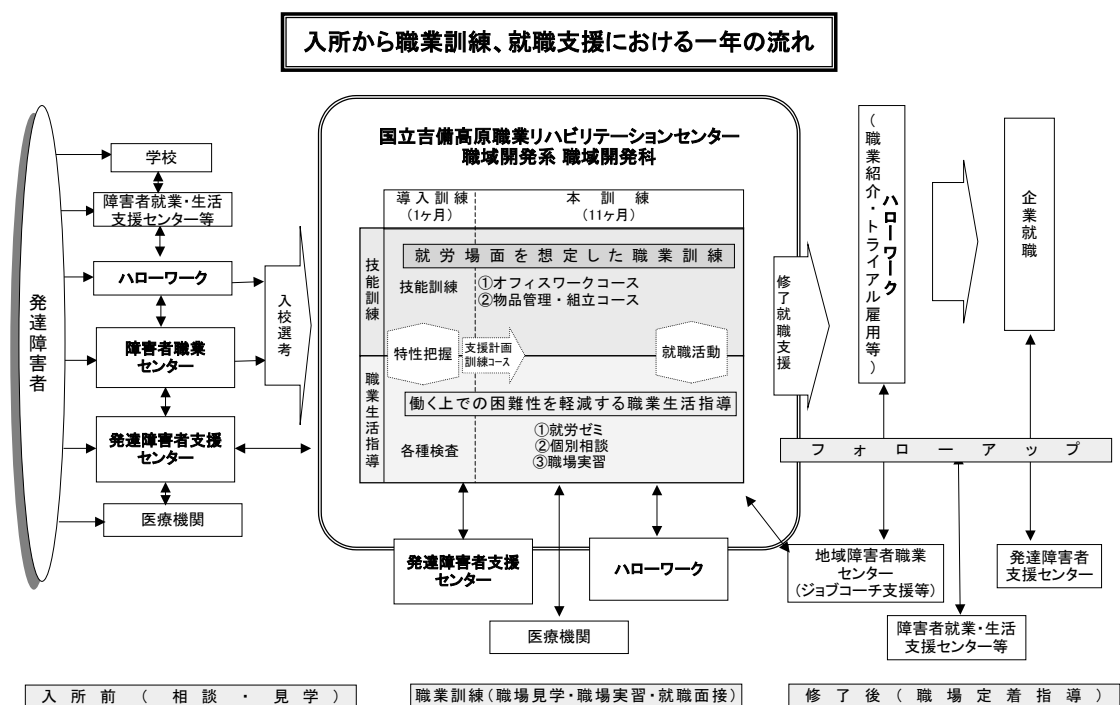 入所から職業訓練、就職支援における一年の流れ
発達障害者
学校
障害者就業・生活
支援センター等
ハローワーク
障害者職業
センター
発達障害者支援
センター
医療機関
入校選考
国立吉備高原職業リハビリテーションセンター
職域開発系 職域開発科
導入訓練
(1ヶ月)
本訓練
(11ヶ月)
技能訓練
就労場面を想定した職業訓練
技能訓練
①オフィスワークコース
②物品管理・組立コース
特性把握
支援計画
訓練コース
就職活動
職業生活指導
働く上での困難性を軽減する職業生活指導
各種検査
①就労ゼミ
②個別相談
③職場実習
発達障害者支援
センター
ハローワーク
医療機関
修了就職支援
ハローワーク
(職業紹介・トライアル雇用等)
企業就職
フォローアップ
地域障害者職業
センター
(ジョブコーチ支援等)
発達障害者
支援センター
障害者就業・生活
支援センター等
入所前(相談・見学)
職業訓練(職場見学・職場実習・就職面接)
修了後(職場定着指導)